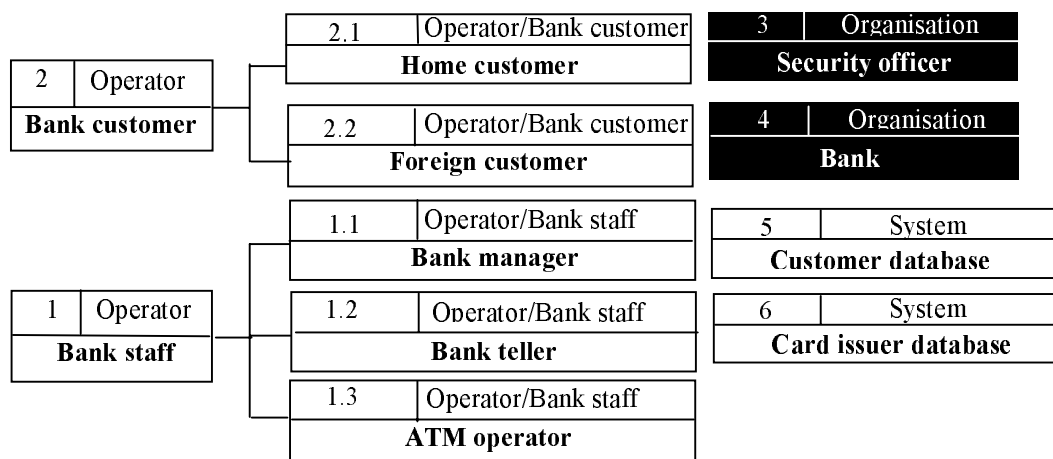 2.1 Operator/Bank customer
Home customer
3 Organisation
Security officer
2 Operator
Bank customer
2.2 Operator/Bank customer
Foreign customer
4 Organisation
Bank
1.1 Operator/Bank staff
Bank manager
5 System
Customer database
1 Operator
Bank staff
1.2 Operator/Bank staff
Bank teller
6 System
Card issuer database
1.3 Operator/Bank staff
ATM operator